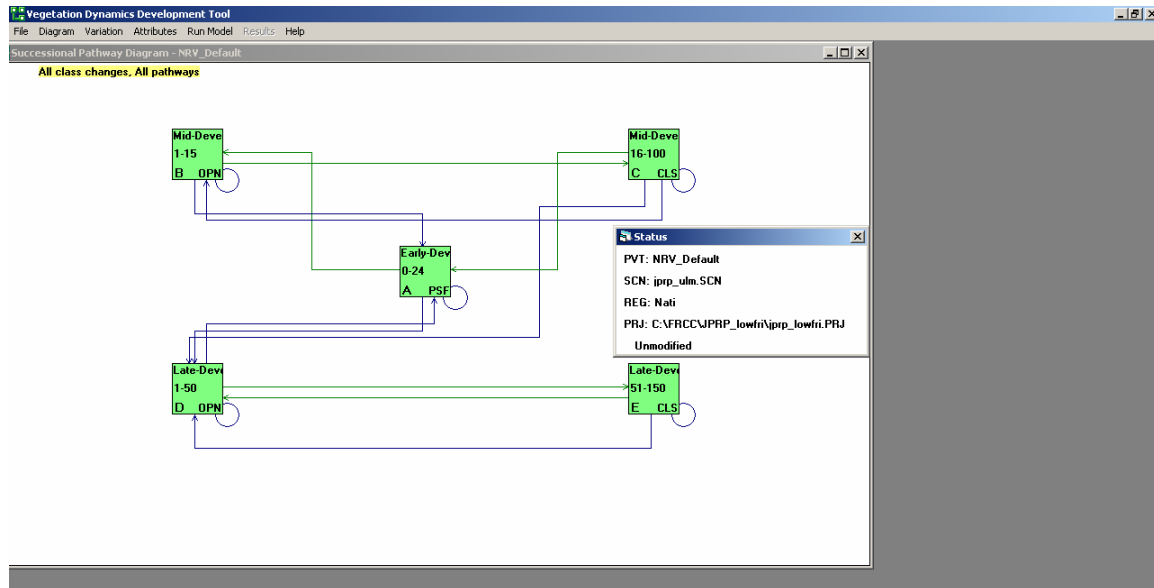 Vegetation Dynamics Development Tool
File Diagram Variation Attributes Run Model Results Help
Successional Pathway Diagram - NRV_Default
All class changes, All pathways
Mid-Deve
1-15
B OPN
Mid-Deve
16-100
C CLS
Early-Dev
0-24
A PSF
Status
PVT: NRV_Default
SCN: jprp_ulm.SCN
REG: Nati
PRJ: C:\FRCC\JPRP_lowfri\jprp_lowfri.PRJ
Unmodified
Late-Deve
1-50
D OPN
Late-Deve
51-150
E CLS